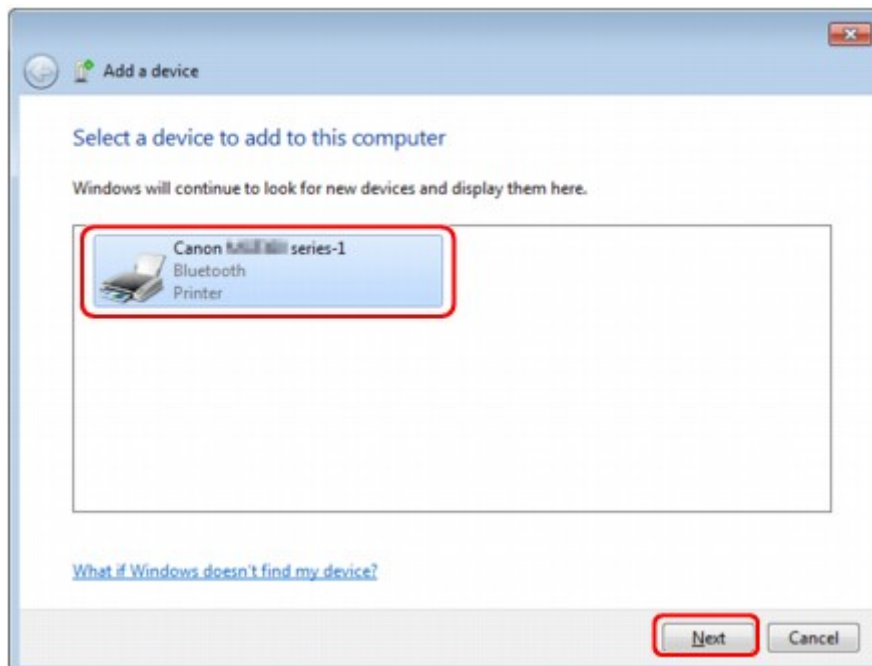 Add a device
Select a device to add to this computer
Windows will continue to look for new devices and display them here.
Canon series-1
Bluetooth
Printer
What if Windows doesn't find my device?
Next
Cancel